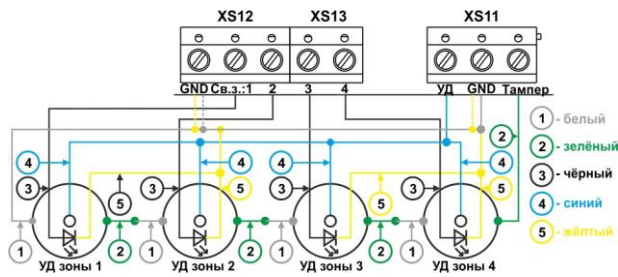 XS12 XS13 XS11
GND Св.з.:1 2 3 4 УД GND Тампер
1 - белый
2 - зелёный
3 - чёрный
4 - синий
5 - жёлтый
2
4 4 4 4
3 3 3 3
5 5 5 5
1 2 1 2 1 2 1
УД зоны 1 УД зоны 2 УД зоны 3 УД зоны 4